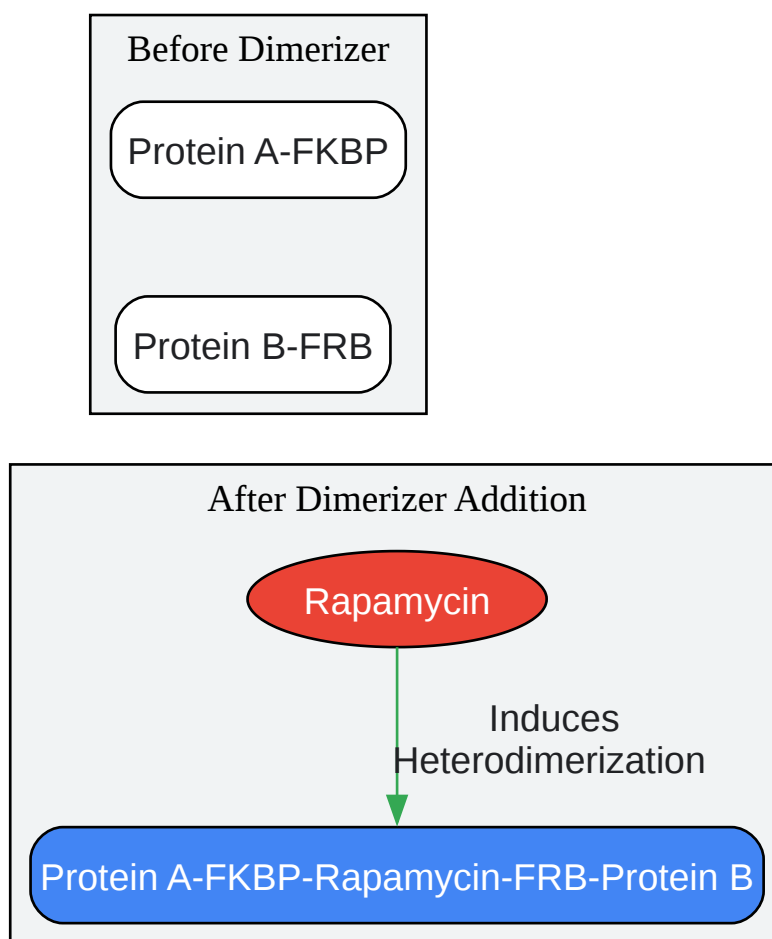 Before Dimerizer
Protein A-FKBP
Protein B-FRB
After Dimerizer Addition
Rapamycin
Induces
Heterodimerization
Protein A-FKBP-Rapamycin-FRB-Protein B